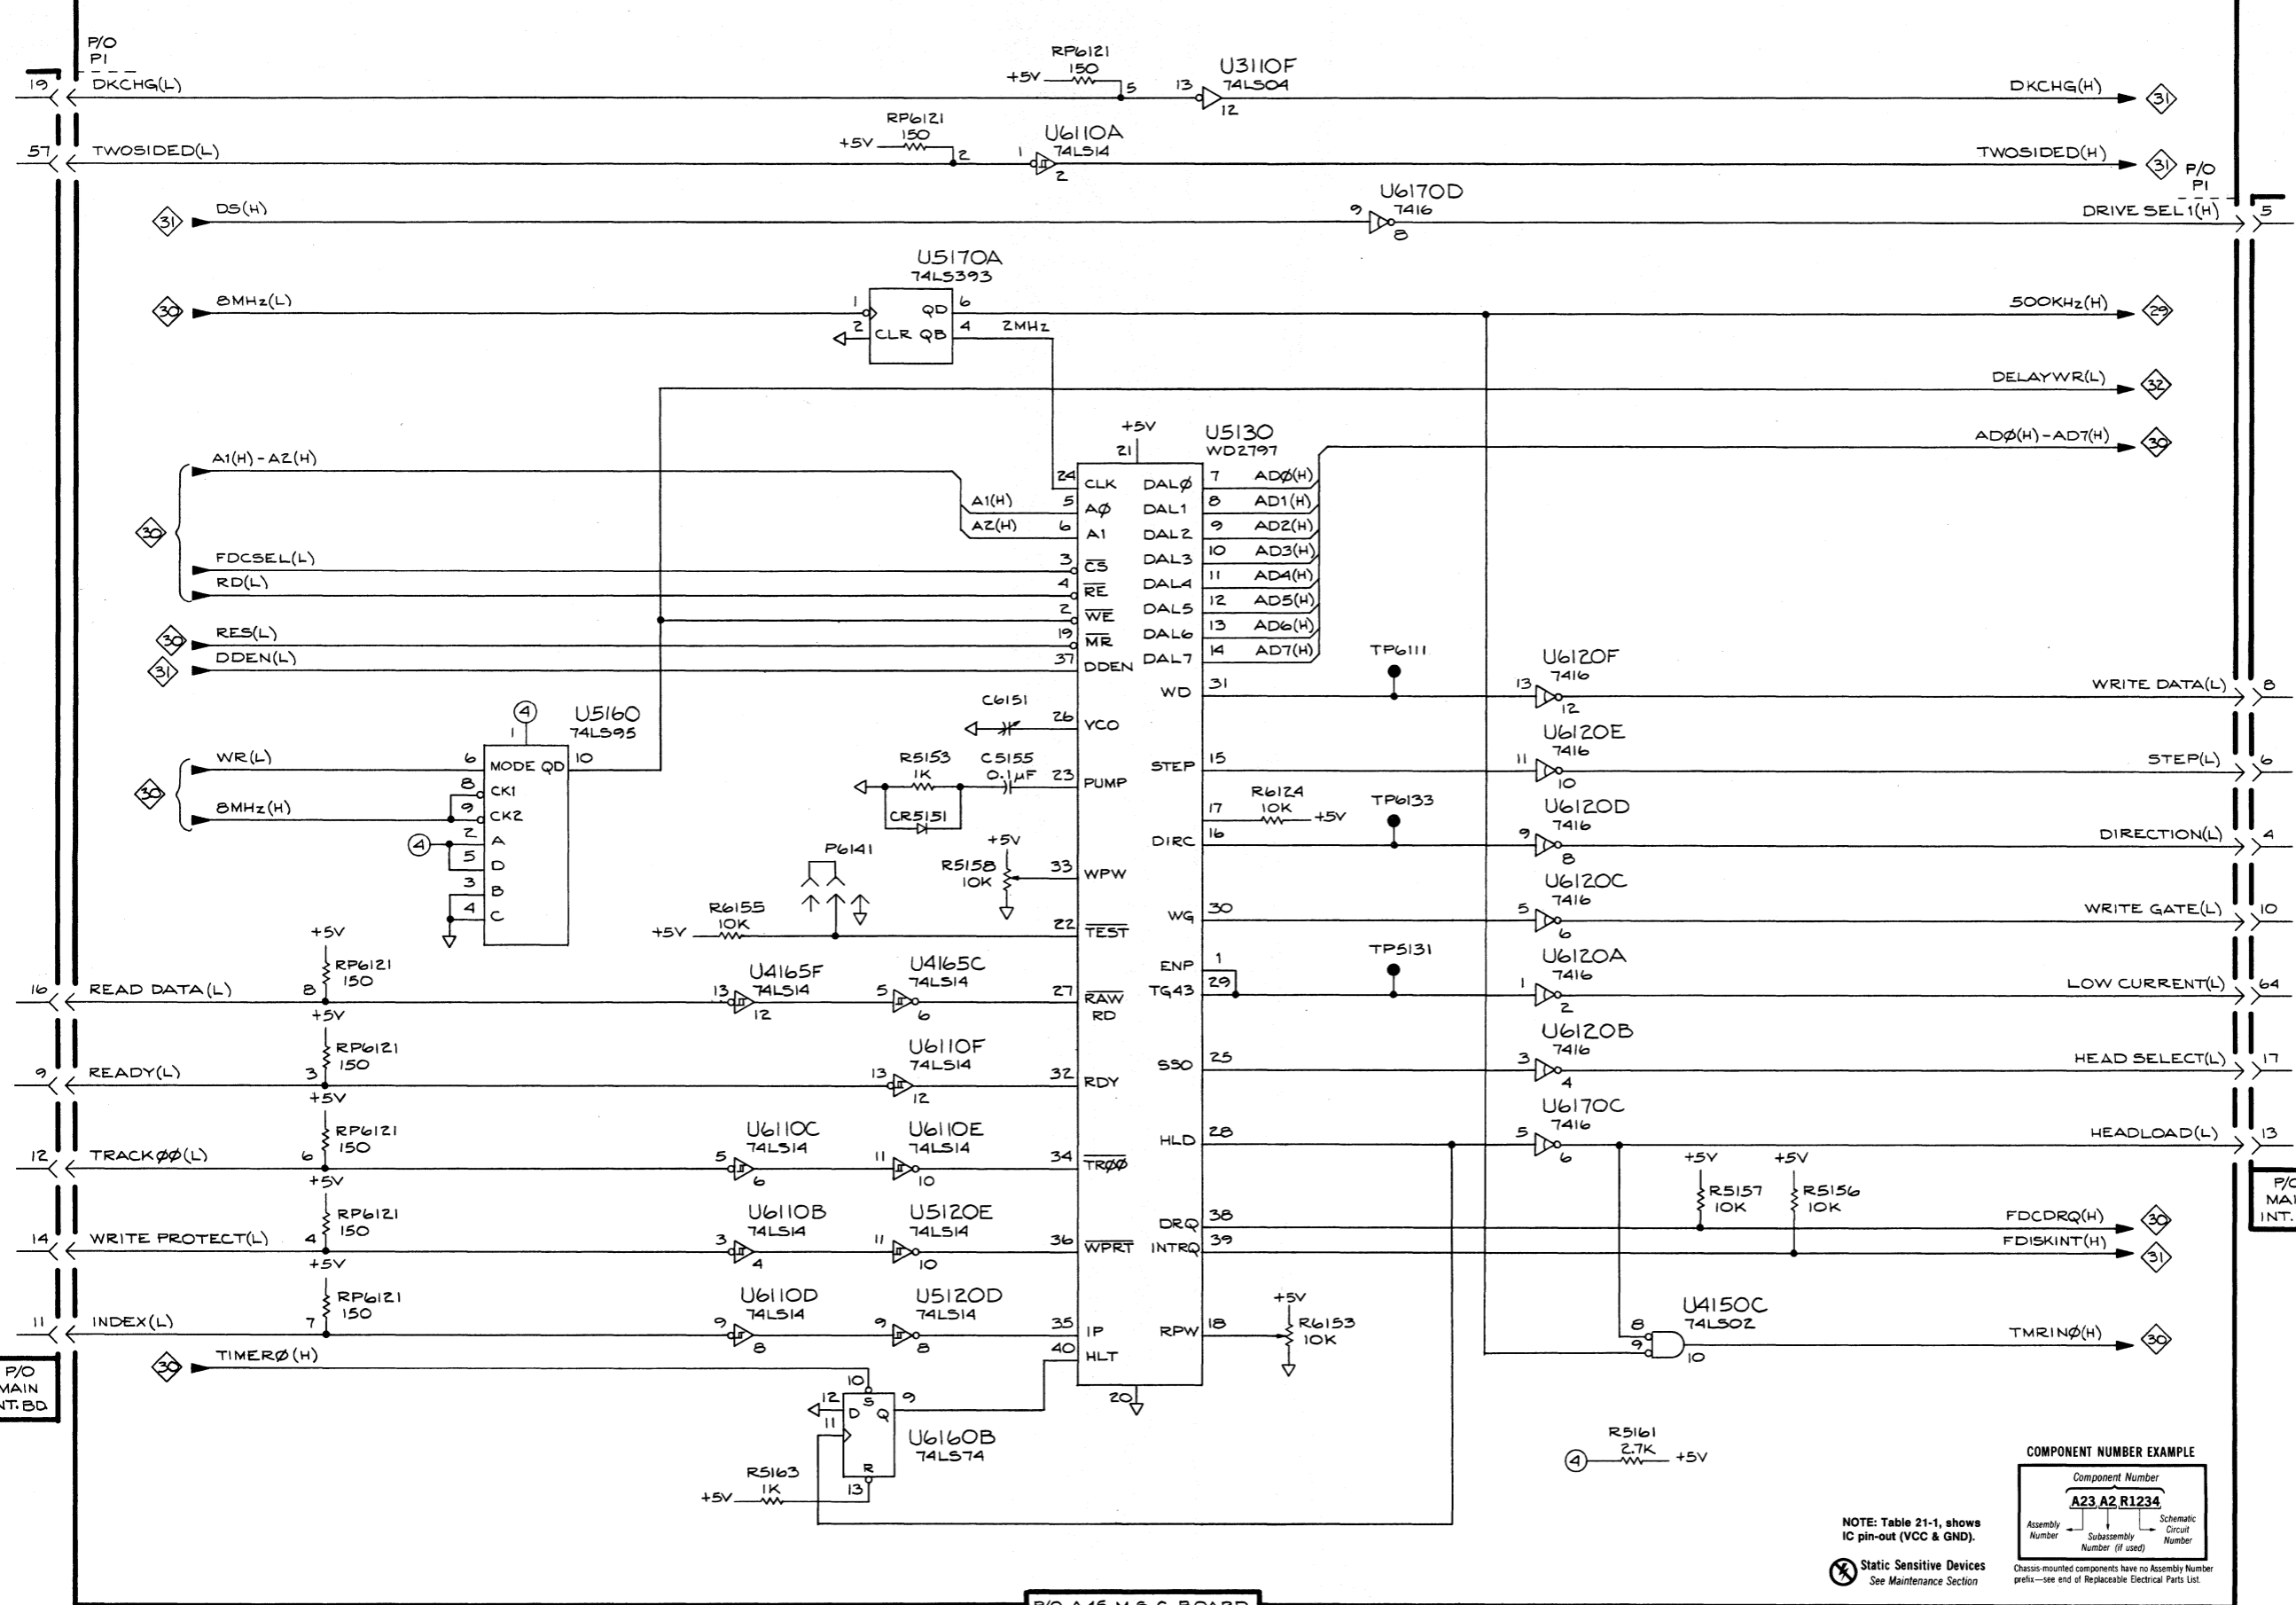 P/O
P1
19 DKCHG(L)
+5V
RP6121
150
5
13
U3110F
74LS04
12
DKCHG(H)
31
57 TWOSIDED(L)
+5V
RP6121
150
2
1
U6110A
74LS14
2
TWOSIDED(H)
31
P/O
P1
31
DS(H)
9
U6170D
7416
8
DRIVE SEL1(H)
5
30
8MHz(L)
U5170A
74LS393
1
2
CLR
QD
QB
6
4
2MHz
500KHz(H)
29
DELAYWR(L)
32
+5V
21
U5130
WD2797
ADØ(H)-AD7(H)
30
30
A1(H)-A2(H)
A1(H)
A2(H)
FDCSEL(L)
RD(L)
30
RES(L)
31
DDEN(L)
24 CLK
5 AØ
6 A1
3 CS
4 RE
2 WE
19 MR
37 DDEN
DALØ 7 ADØ(H)
DAL1 8 AD1(H)
DAL2 9 AD2(H)
DAL3 10 AD3(H)
DAL4 11 AD4(H)
DAL5 12 AD5(H)
DAL6 13 AD6(H)
DAL7 14 AD7(H)
WD 31
TP6111
13
U6120F
7416
12
WRITE DATA(L)
8
C6151
26 VCO
30
WR(L)
8MHz(H)
4
1
U5160
74LS95
6 MODE QD 10
8 CK1
9 CK2
4
2 A
5 D
3 B
4 C
R5153
1K
C5155
0.1µF
23 PUMP
CR5151
STEP 15
11
U6120E
7416
10
STEP(L)
6
17
R6124
10K
+5V
DIRC 16
TP6133
9
U6120D
7416
8
DIRECTION(L)
4
P6141
+5V
R5158
10K
33 WPW
WG 30
5
U6120C
7416
6
WRITE GATE(L)
10
+5V
R6155
10K
22 TEST
ENP 1
TG43 29
TP5131
1
U6120A
7416
2
LOW CURRENT(L)
64
16 READ DATA(L)
+5V
RP6121
150
8
13
U4165F
74LS14
12
5
U4165C
74LS14
6
27 RAW
RD
9 READY(L)
+5V
RP6121
150
3
13
U6110F
74LS14
12
32 RDY
SSO 25
3
U6120B
7416
4
HEAD SELECT(L)
17
12 TRACKØØ(L)
+5V
RP6121
150
6
5
U6110C
74LS14
6
11
U6110E
74LS14
10
34 TRØØ
HLD 28
5
U6170C
7416
6
HEADLOAD(L)
13
14 WRITE PROTECT(L)
+5V
RP6121
150
4
3
U6110B
74LS14
4
11
U5120E
74LS14
10
36 WPRT
DRQ 38
INTRQ 39
+5V
R5157
10K
+5V
R5156
10K
FDCDRQ(H)
30
FDISKINT(H)
31
11 INDEX(L)
+5V
RP6121
150
7
9
U6110D
74LS14
8
9
U5120D
74LS14
8
35 IP
40 HLT
RPW 18
+5V
R6153
10K
8
9
U4150C
74LS02
10
TMRINØ(H)
30
30
TIMERØ(H)
10
12
11
D S Q
R
9
13
U6160B
74LS74
20
+5V
R5163
1K
4
R5161
2.7K
+5V
P/O
MAIN
INT. BD
P/O
MAI
INT.
NOTE: Table 21-1, shows
IC pin-out (VCC & GND).
Static Sensitive Devices
See Maintenance Section
COMPONENT NUMBER EXAMPLE
Component Number
A23 A2 R1234
Assembly
Number
Subassembly
Number (if used)
Schematic
Circuit
Number
Chassis-mounted components have no Assembly Number
prefix—see end of Replaceable Electrical Parts List.
P/O A45 M.S.C. BOARD